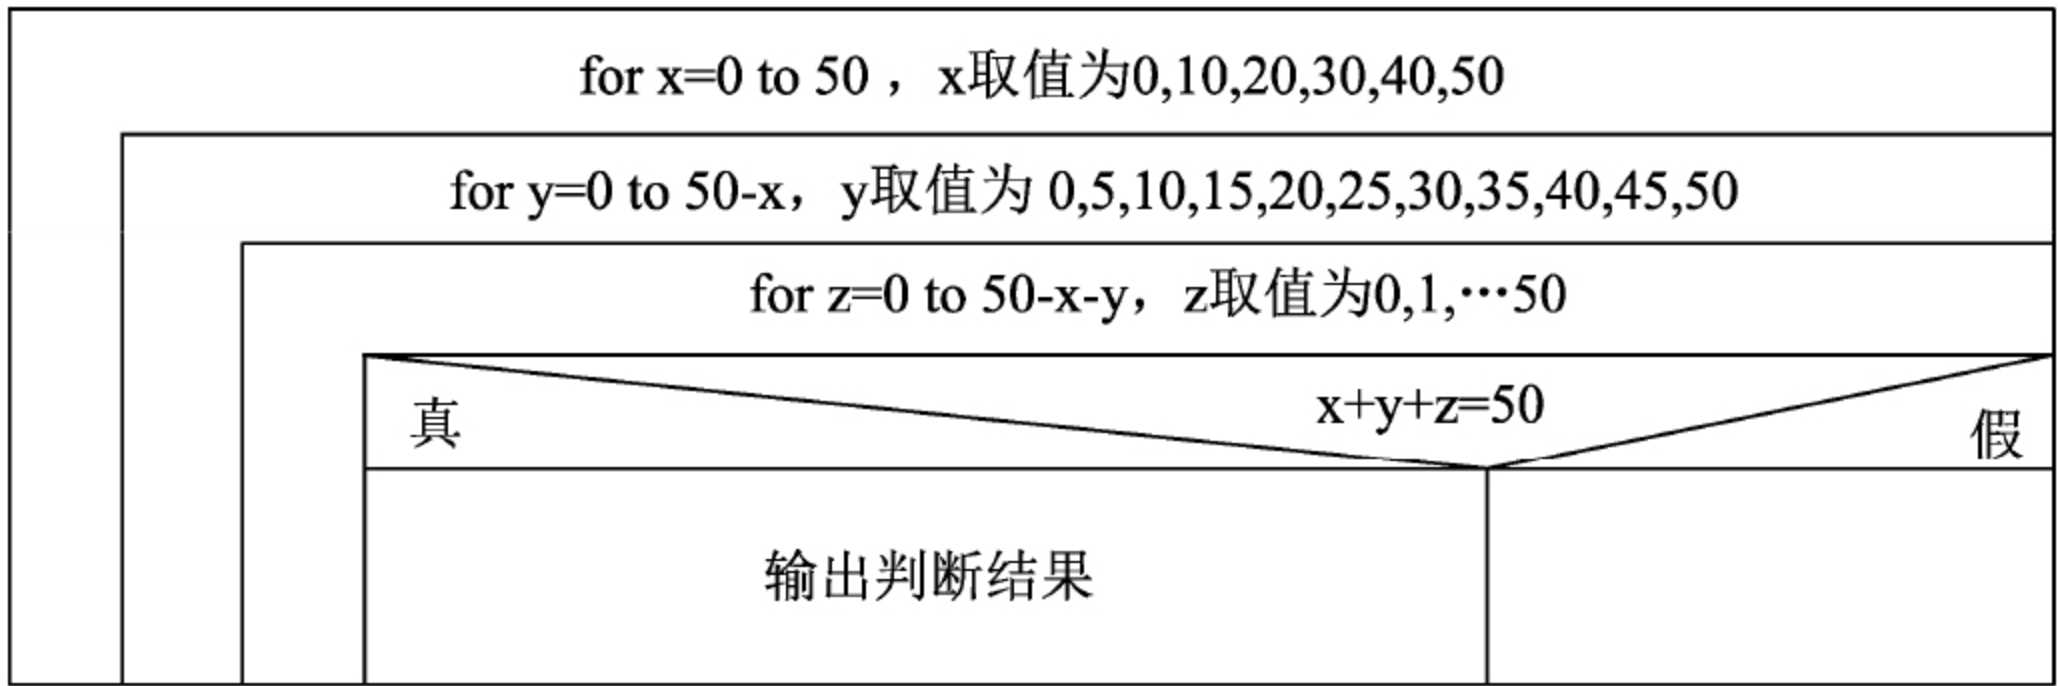 for x=0 to 50 ，x取值为0,10,20,30,40,50
for y=0 to 50-x，y取值为 0,5,10,15,20,25,30,35,40,45,50
for z=0 to 50-x-y，z取值为0,1,…50
x+y+z=50
真
假
输出判断结果